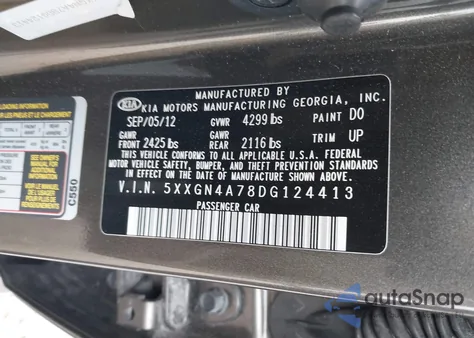 MANUFACTURED BY
KIA KIA MOTORS MANUFACTURING GEORGIA, INC.
SEP/05/12 GVWR 4299 lbs PAINT D0
GAWR FRONT 2425 lbs GAWR REAR 2116 lbs TRIM UP
THIS VEHICLE CONFORMS TO ALL APPLICABLE U.S. FEDERAL
MOTOR VEHICLE SAFETY, BUMPER, AND THEFT PREVENTION STANDARDS
IN EFFECT ON THE DATE OF MANUFACTURE SHOWN ABOVE.
V.I.N. 5XXGN4A78DG124413
PASSENGER CAR
C550
autoSnap